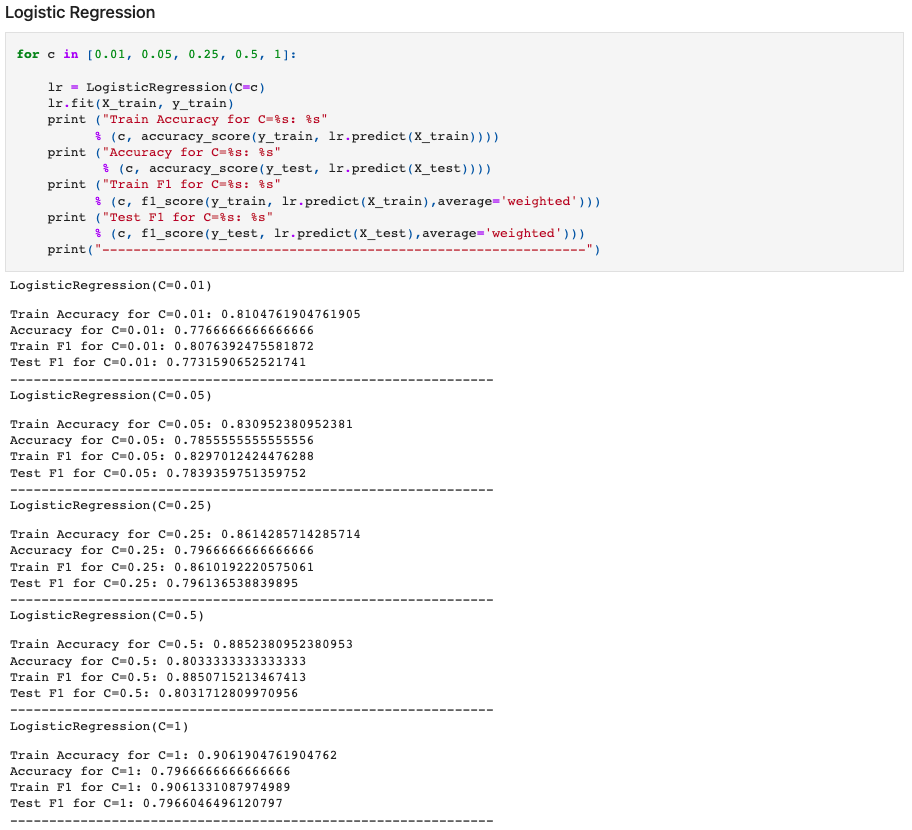 Logistic Regression
for c in [0.01, 0.05, 0.25, 0.5, 1]:
    lr = LogisticRegression(C=c)
    lr.fit(X_train, y_train)
    print ("Train Accuracy for C=%s: %s"
          % (c, accuracy_score(y_train, lr.predict(X_train))))
    print ("Accuracy for C=%s: %s"
           % (c, accuracy_score(y_test, lr.predict(X_test))))
    print ("Train F1 for C=%s: %s"
          % (c, f1_score(y_train, lr.predict(X_train),average='weighted')))
    print ("Test F1 for C=%s: %s"
          % (c, f1_score(y_test, lr.predict(X_test),average='weighted')))
    print("--------------------------------------------------------------")
LogisticRegression(C=0.01)
Train Accuracy for C=0.01: 0.8104761904761905
Accuracy for C=0.01: 0.7766666666666666
Train F1 for C=0.01: 0.8076392475581872
Test F1 for C=0.01: 0.7731590652521741
--------------------------------------------------------------
LogisticRegression(C=0.05)
Train Accuracy for C=0.05: 0.830952380952381
Accuracy for C=0.05: 0.7855555555555556
Train F1 for C=0.05: 0.8297012424476288
Test F1 for C=0.05: 0.7839359751359752
--------------------------------------------------------------
LogisticRegression(C=0.25)
Train Accuracy for C=0.25: 0.8614285714285714
Accuracy for C=0.25: 0.7966666666666666
Train F1 for C=0.25: 0.8610192220575061
Test F1 for C=0.25: 0.796136538839895
--------------------------------------------------------------
LogisticRegression(C=0.5)
Train Accuracy for C=0.5: 0.8852380952380953
Accuracy for C=0.5: 0.8033333333333333
Train F1 for C=0.5: 0.8850715213467413
Test F1 for C=0.5: 0.8031712809970956
--------------------------------------------------------------
LogisticRegression(C=1)
Train Accuracy for C=1: 0.9061904761904762
Accuracy for C=1: 0.7966666666666666
Train F1 for C=1: 0.9061331087974989
Test F1 for C=1: 0.7966046496120797
--------------------------------------------------------------